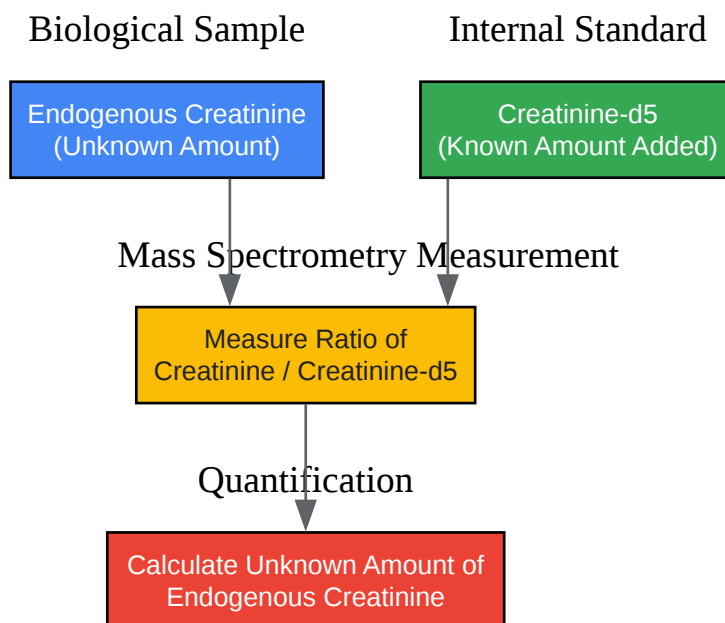 Biological Sample
Internal Standard
Endogenous Creatinine
(Unknown Amount)
Creatinine-d5
(Known Amount Added)
Mass Spectrometry Measurement
Measure Ratio of
Creatinine / Creatinine-d5
Quantification
Calculate Unknown Amount of
Endogenous Creatinine